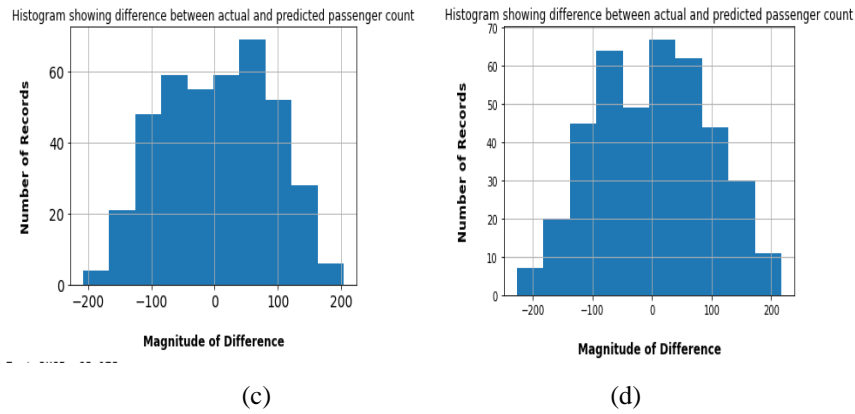 Histogram showing difference between actual and predicted passenger count
Number of Records
60
40
20
0
−200 −100 0 100 200
Magnitude of Difference
(c)
Histogram showing difference between actual and predicted passenger count
Number of Records
70
60
50
40
30
20
10
0
−200 −100 0 100 200
Magnitude of Difference
(d)